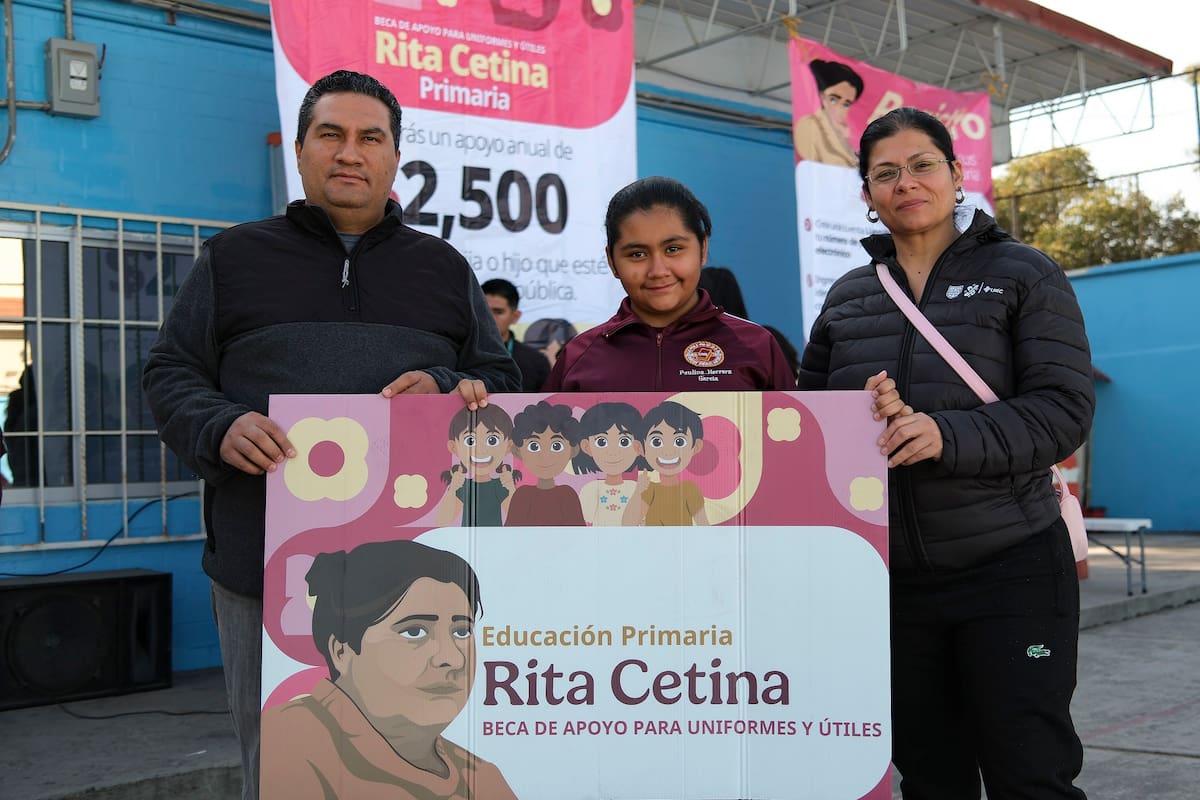 BECA DE APOYO PARA UNIFORMES Y ÚTILES
Rita Cetina
Primaria
rás un apoyo anual de
2,500
ia o hijo que esté
pública.
Paulina Herrera
Garcia
Educación Primaria
Rita Cetina
BECA DE APOYO PARA UNIFORMES Y ÚTILES